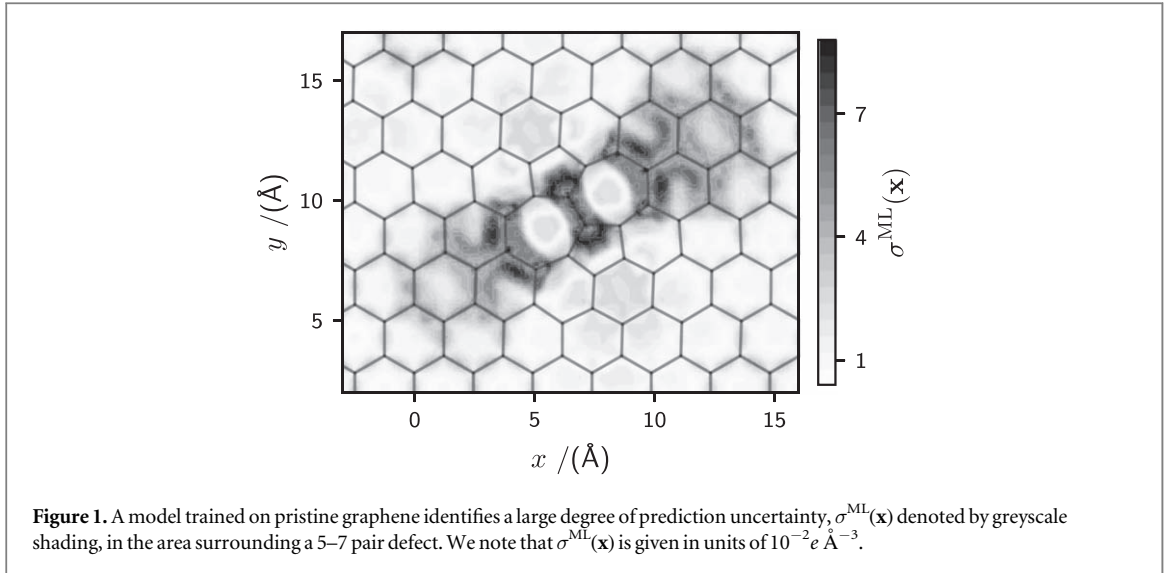 15
10
5
y /(Å)
0 5 10 15
x /(Å)
7
4
1
σ^ML(x)
Figure 1. A model trained on pristine graphene identifies a large degree of prediction uncertainty, σ^ML(x) denoted by greyscale
shading, in the area surrounding a 5–7 pair defect. We note that σ^ML(x) is given in units of 10⁻²e Å⁻³.